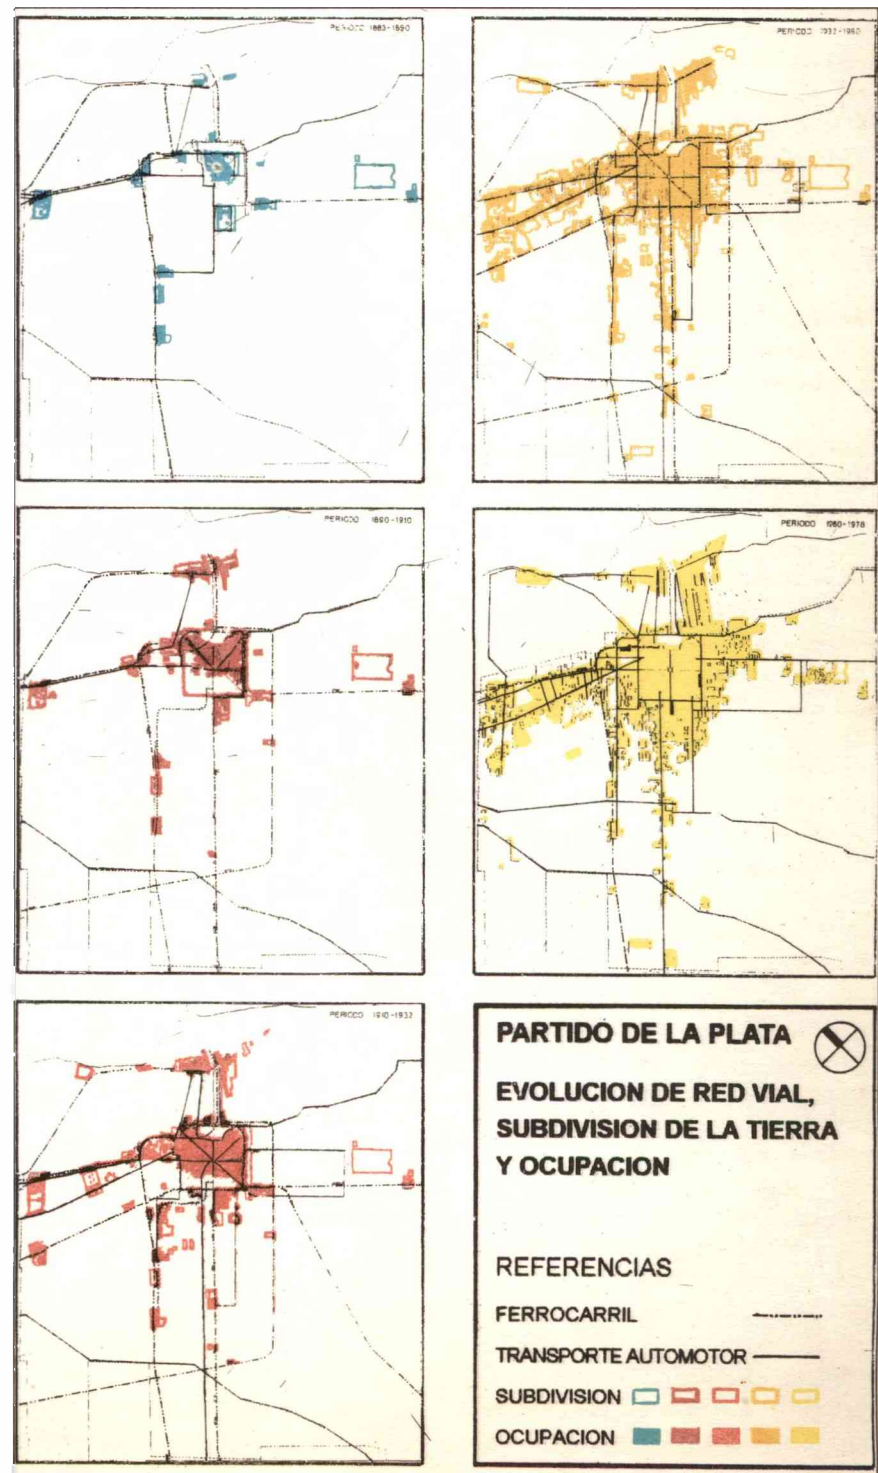 PERIODO 1883-1890
PERIODO 1932-1960
PERIODO 1890-1910
PERIODO 1960-1978
PERIODO 1910-1932
PARTIDO DE LA PLATA
EVOLUCION DE RED VIAL,
SUBDIVISION DE LA TIERRA
Y OCUPACION
REFERENCIAS
FERROCARRIL
TRANSPORTE AUTOMOTOR
SUBDIVISION
OCUPACION